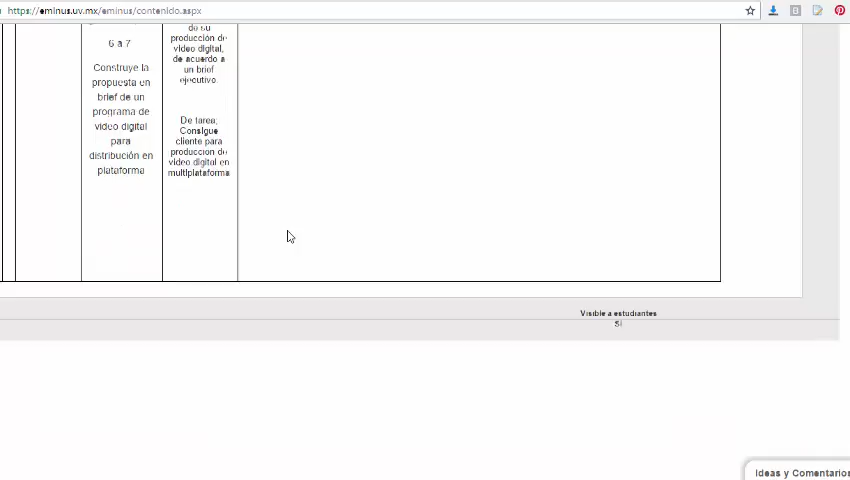 https://eminus.uv.mx/eminus/contenido.aspx
6 a 7
Construye la
propuesta en
brief de un
programa de
video digital
para
distribución en
plataforma
de su
producción de
video digital,
de acuerdo a
un brief
ejecutivo.
De tarea;
Consigue
cliente para
produccion de
video digital en
multiplataforma
Visible a estudiantes
Sí
Ideas y Comentarios